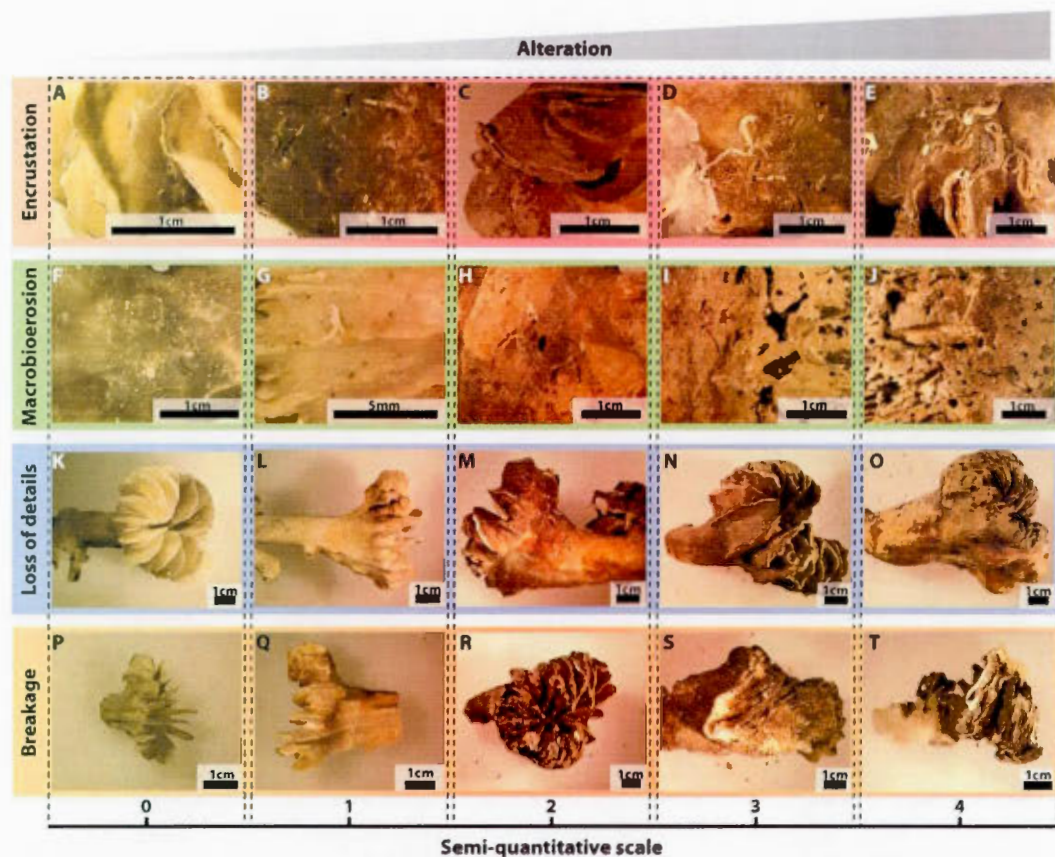 Alteration
Encrustation
A B C D E
1cm 1cm 1cm 1cm 1cm
Macrobioerosion
F G H I J
1cm 5mm 1cm 1cm 1cm
Loss of details
K L M N O
1cm 1cm 1cm 1cm 1cm
Breakage
P Q R S T
1cm 1cm 1cm 1cm 1cm
0 1 2 3 4
Semi-quantitative scale